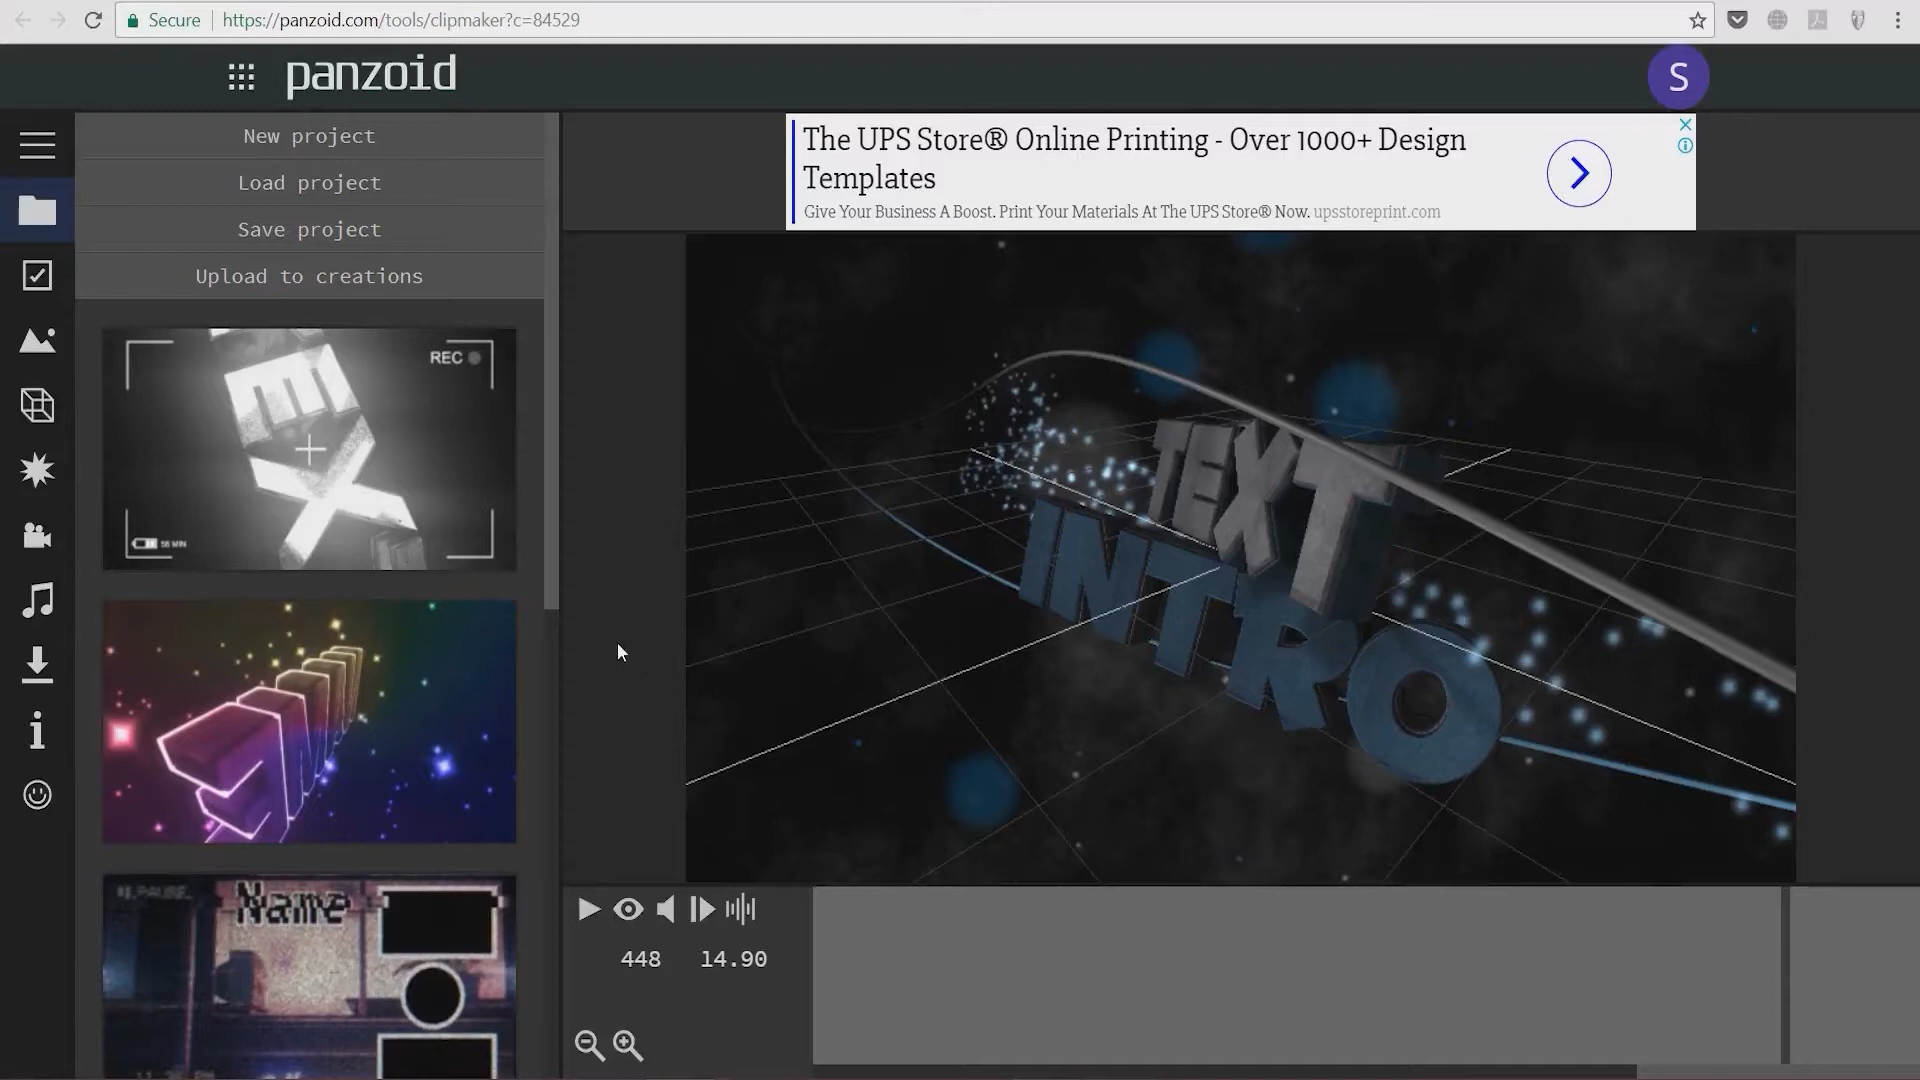 Secure https://panzoid.com/tools/clipmaker?c=84529
panzoid
S
New project
Load project
Save project
Upload to creations
The UPS Store® Online Printing - Over 1000+ Design
Templates
Give Your Business A Boost. Print Your Materials At The UPS Store® Now. upsstoreprint.com
REC
56 MIN
TEXT
INTRO
Name
448 14.90